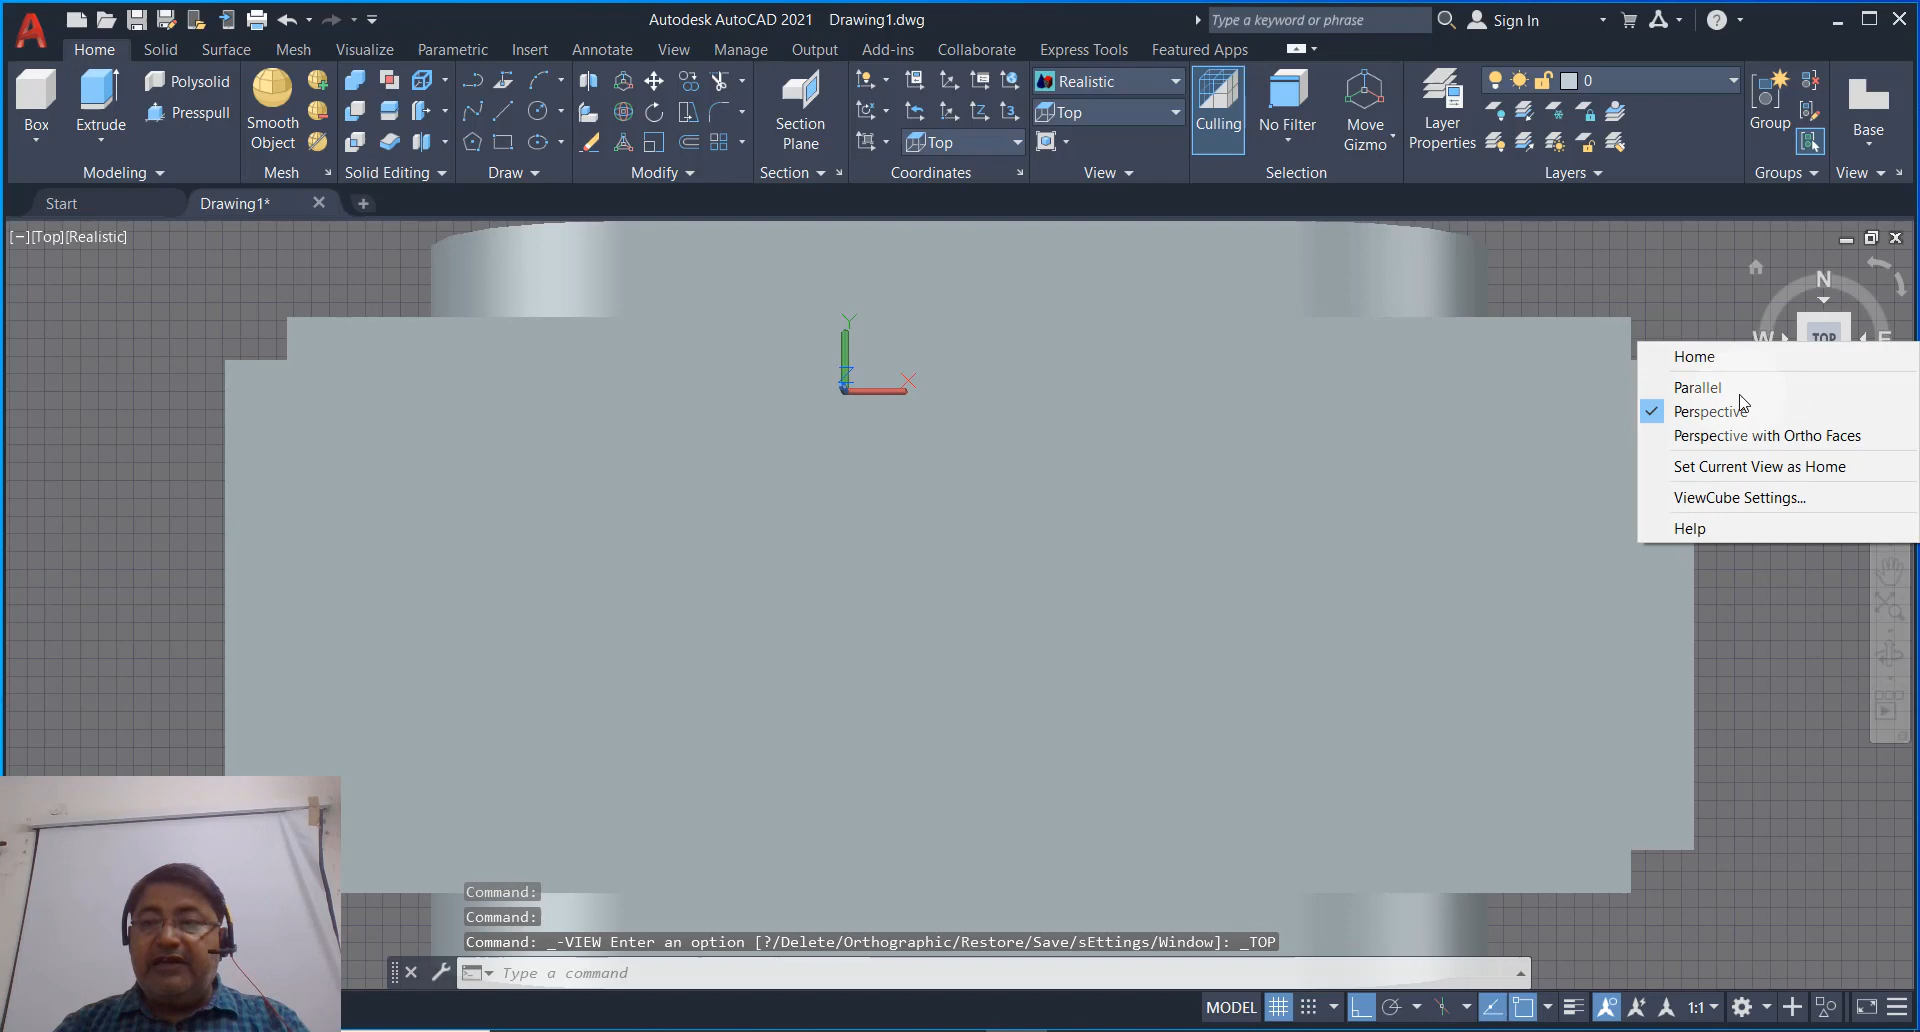 Autodesk AutoCAD 2021 Drawing1.dwg
Type a keyword or phrase
Sign In
Home Solid Surface Mesh Visualize Parametric Insert Annotate View Manage Output Add-ins Collaborate Express Tools Featured Apps
Box
Extrude
Polysolid
Presspull
Smooth
Object
Section
Plane
Realistic
Top
Top
Culling
No Filter
Move
Gizmo
Layer
Properties
0
Group
Base
Modeling
Mesh
Solid Editing
Draw
Modify
Section
Coordinates
View
Selection
Layers
Groups
View
Start
Drawing1*
[−][Top][Realistic]
N
W
TOP
E
Y
Z
X
Home
Parallel
Perspective
Perspective with Ortho Faces
Set Current View as Home
ViewCube Settings...
Help
Command:
Command:
Command: _-VIEW Enter an option [?/Delete/Orthographic/Restore/Save/sEttings/Window]: _TOP
Type a command
MODEL
1:1